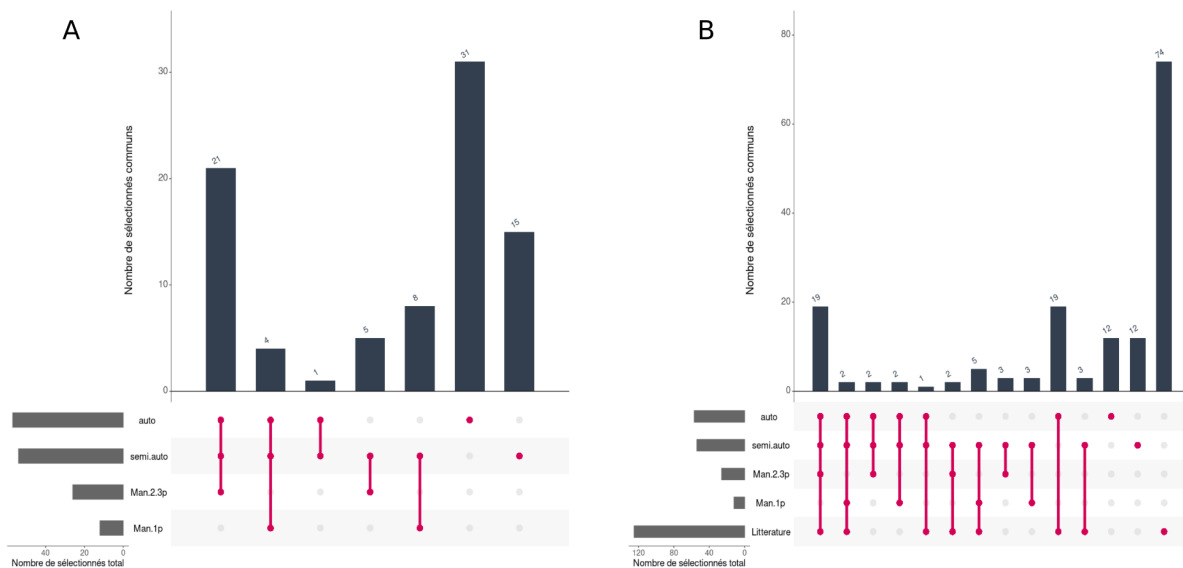 A
Nombre de sélectionnés communs
30
20
10
0
21
4
1
5
8
31
15
auto
semi.auto
Man.2.3p
Man.1p
40 20 0
Nombre de sélectionnés total
B
Nombre de sélectionnés communs
80
60
40
20
0
19
2
2
2
1
2
5
3
3
19
3
12
12
74
auto
semi.auto
Man.2.3p
Man.1p
Litterature
120 80 40 0
Nombre de sélectionnés total